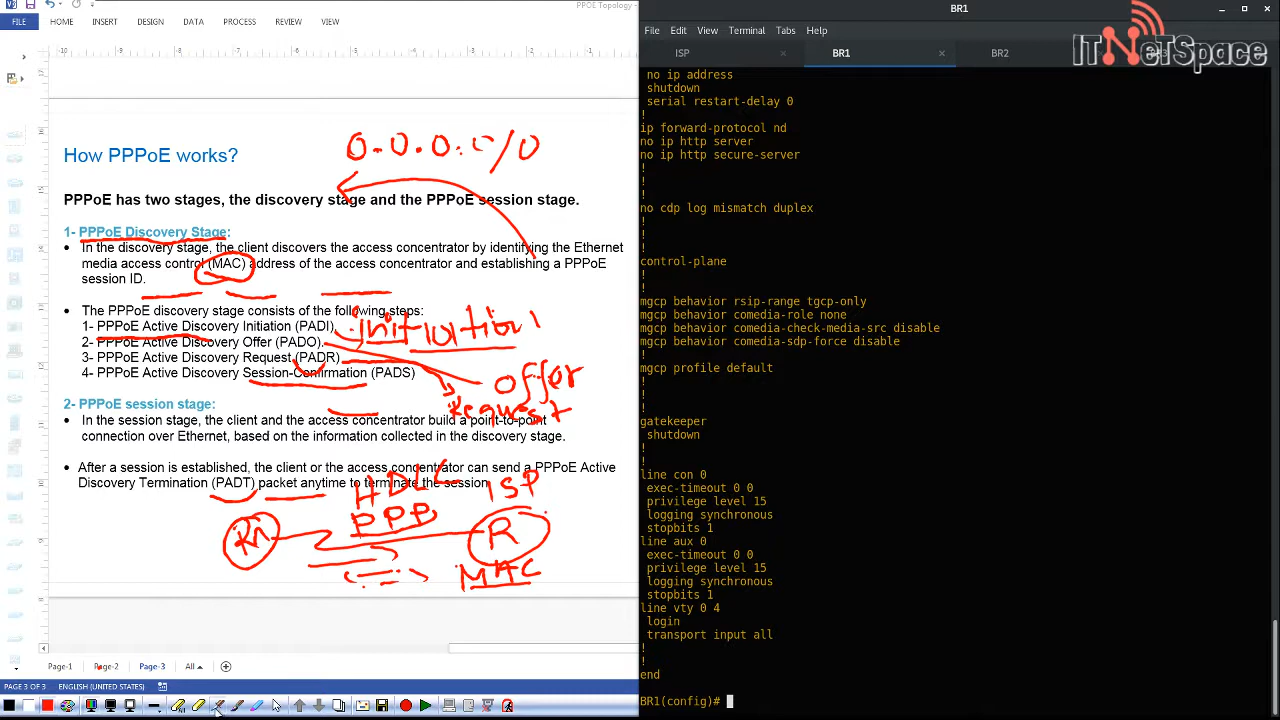 PPOE Topology -
FILE HOME INSERT DESIGN DATA PROCESS REVIEW VIEW
How PPPoE works?
0.0.0.0/0
PPPoE has two stages, the discovery stage and the PPPoE session stage.
1- PPPoE Discovery Stage:
In the discovery stage, the client discovers the access concentrator by identifying the Ethernet
media access control (MAC) address of the access concentrator and establishing a PPPoE
session ID.
The PPPoE discovery stage consists of the following steps:
1- PPPoE Active Discovery Initiation (PADI).
initiation
2- PPPoE Active Discovery Offer (PADO).
3- PPPoE Active Discovery Request (PADR)
4- PPPoE Active Discovery Session-Confirmation (PADS)
offer
Request
2- PPPoE session stage:
In the session stage, the client and the access concentrator build a point-to-point
connection over Ethernet, based on the information collected in the discovery stage.
After a session is established, the client or the access concentrator can send a PPPoE Active
Discovery Termination (PADT) packet anytime to terminate the session.
HDLC
ISP
PPP
R
MAC
Page-1 Page-2 Page-3 All
PAGE 3 OF 3 ENGLISH (UNITED STATES)
BR1
File Edit View Terminal Tabs Help
ITNetSpace
ISP BR1 BR2
no ip address
shutdown
serial restart-delay 0
!
ip forward-protocol nd
no ip http server
no ip http secure-server
!
!
!
no cdp log mismatch duplex
!
!
!
control-plane
!
!
mgcp behavior rsip-range tgcp-only
mgcp behavior comedia-role none
mgcp behavior comedia-check-media-src disable
mgcp behavior comedia-sdp-force disable
!
mgcp profile default
!
!
!
gatekeeper
shutdown
!
!
line con 0
exec-timeout 0 0
privilege level 15
logging synchronous
stopbits 1
line aux 0
exec-timeout 0 0
privilege level 15
logging synchronous
stopbits 1
line vty 0 4
login
transport input all
!
!
end
BR1(config)#